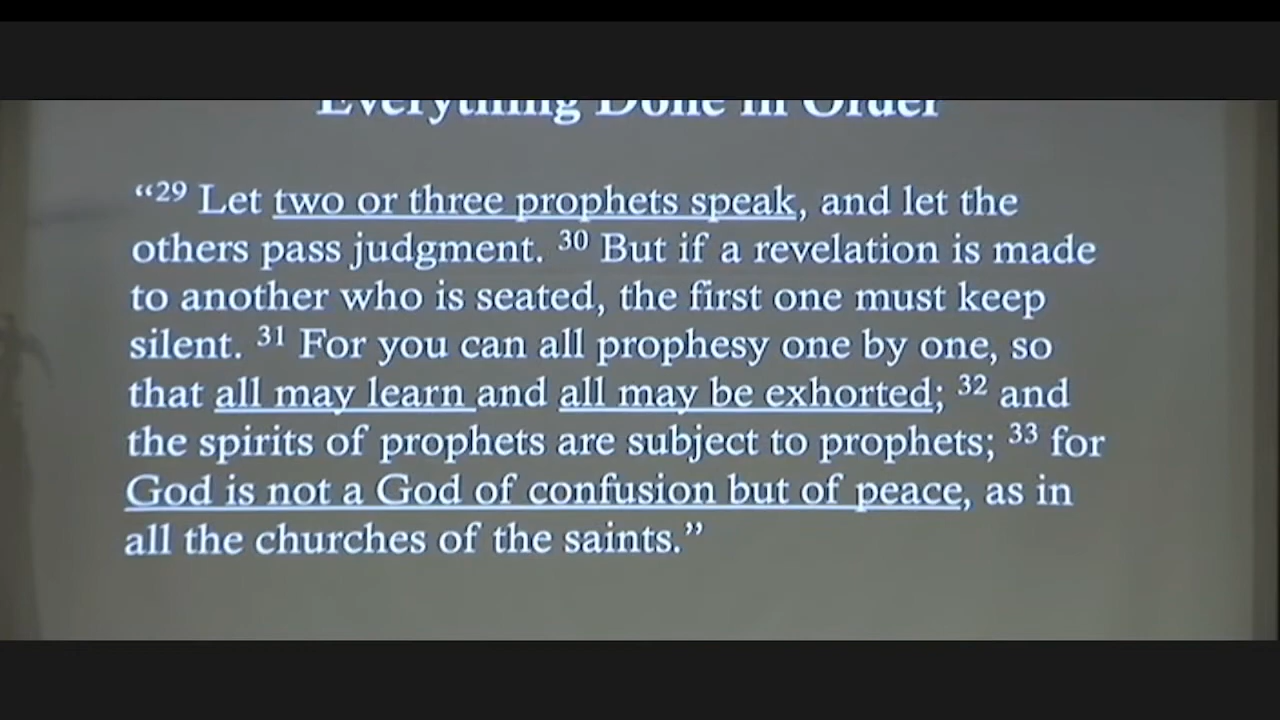 Everything Done in Order
“29 Let two or three prophets speak, and let the
others pass judgment. 30 But if a revelation is made
to another who is seated, the first one must keep
silent. 31 For you can all prophesy one by one, so
that all may learn and all may be exhorted; 32 and
the spirits of prophets are subject to prophets; 33 for
God is not a God of confusion but of peace, as in
all the churches of the saints.”